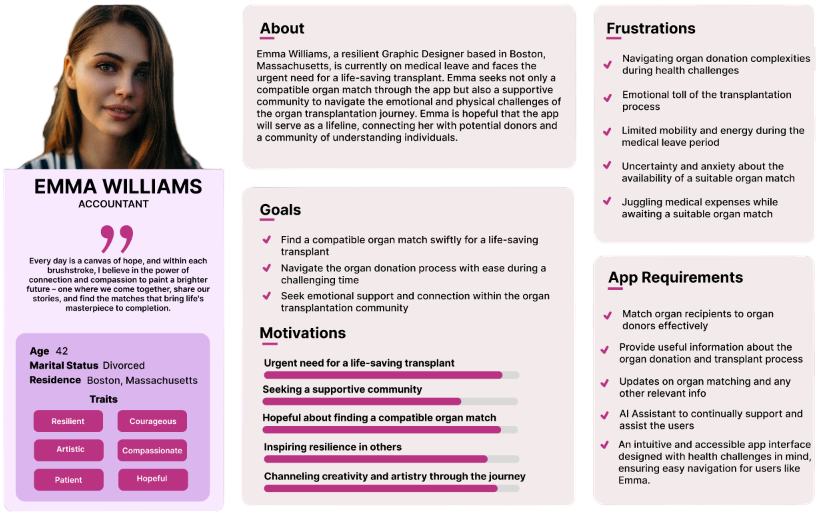 EMMA WILLIAMS
ACCOUNTANT
Every day is a canvas of hope, and within each
brushstroke, I believe in the power of
connection and compassion to paint a brighter
future – one where we come together, share our
stories, and find the matches that bring life's
masterpiece to completion.
Age 42
Marital Status Divorced
Residence Boston, Massachusetts
Traits
Resilient
Courageous
Artistic
Compassionate
Patient
Hopeful
About
Emma Williams, a resilient Graphic Designer based in Boston,
Massachusetts, is currently on medical leave and faces the
urgent need for a life-saving transplant. Emma seeks not only a
compatible organ match through the app but also a supportive
community to navigate the emotional and physical challenges of
the organ transplantation journey. Emma is hopeful that the app
will serve as a lifeline, connecting her with potential donors and
a community of understanding individuals.
Goals
Find a compatible organ match swiftly for a life-saving
transplant
Navigate the organ donation process with ease during a
challenging time
Seek emotional support and connection within the organ
transplantation community
Motivations
Urgent need for a life-saving transplant
Seeking a supportive community
Hopeful about finding a compatible organ match
Inspiring resilience in others
Channeling creativity and artistry through the journey
Frustrations
Navigating organ donation complexities
during health challenges
Emotional toll of the transplantation
process
Limited mobility and energy during the
medical leave period
Uncertainty and anxiety about the
availability of a suitable organ match
Juggling medical expenses while
awaiting a suitable organ match
App Requirements
Match organ recipients to organ
donors effectively
Provide useful information about the
organ donation and transplant process
Updates on organ matching and any
other relevant info
AI Assistant to continually support and
assist the users
An intuitive and accessible app interface
designed with health challenges in mind,
ensuring easy navigation for users like
Emma.